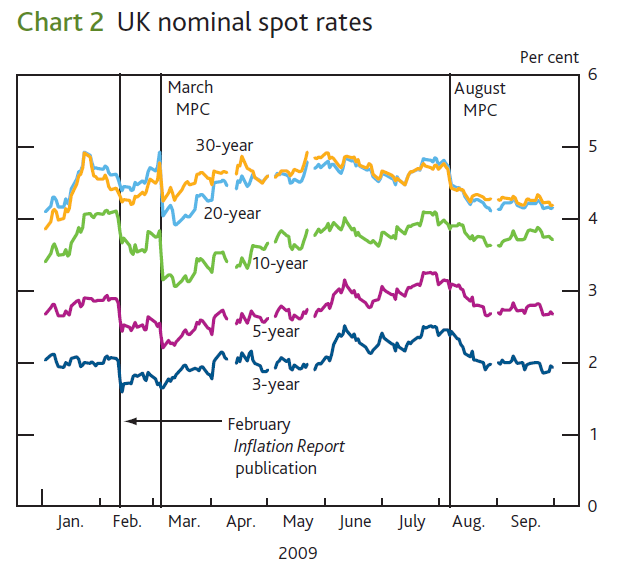 Chart 2 UK nominal spot rates
Per cent
6
March
MPC
August
MPC
5
30-year
20-year
4
10-year
3
5-year
2
3-year
February
Inflation Report
publication
1
0
Jan. Feb. Mar. Apr. May June July Aug. Sep.
2009